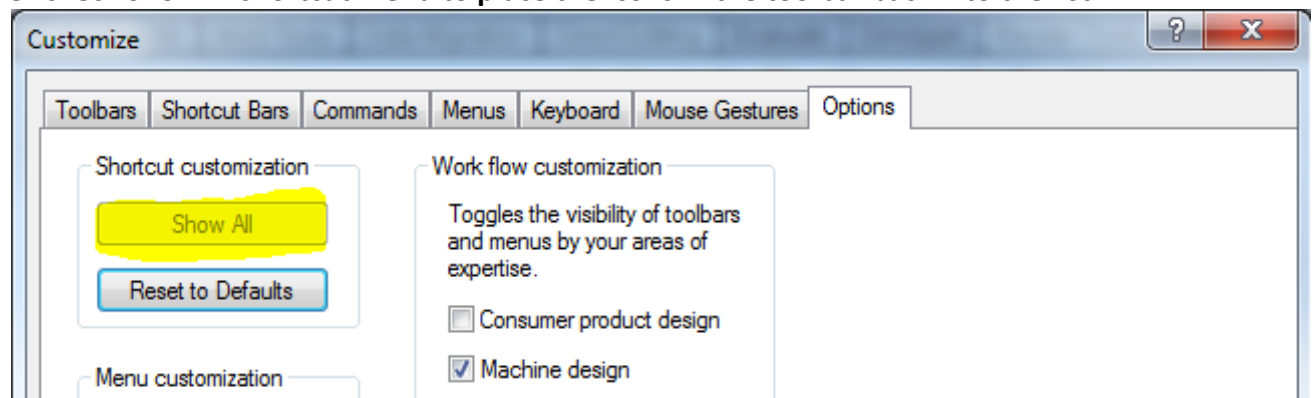 Customize
Toolbars Shortcut Bars Commands Menus Keyboard Mouse Gestures Options
Shortcut customization
Show All
Reset to Defaults
Menu customization
Work flow customization
Toggles the visibility of toolbars
and menus by your areas of
expertise.
Consumer product design
Machine design